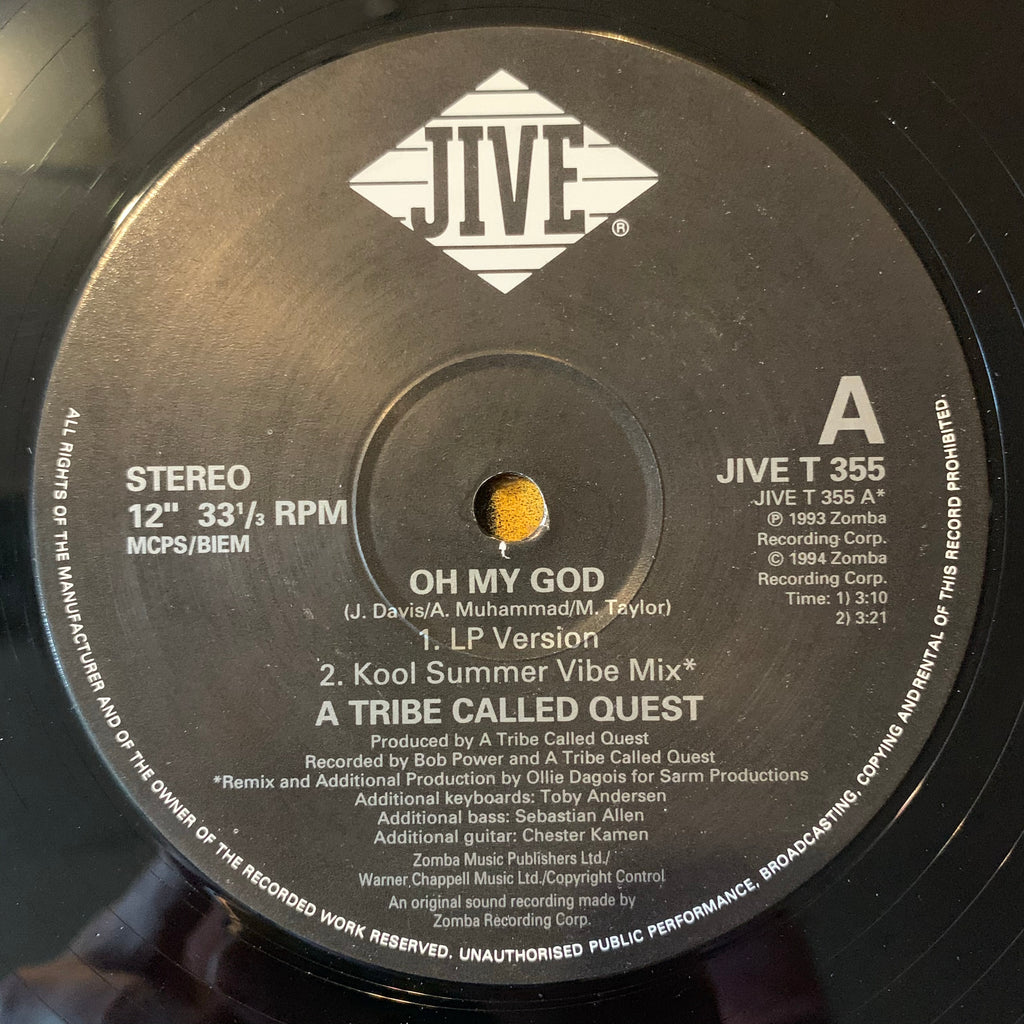 JIVE
®
A
STEREO
12" 33⅓ RPM
MCPS/BIEM
JIVE T 355
JIVE T 355 A*
℗ 1993 Zomba
Recording Corp.
© 1994 Zomba
Recording Corp.
Time: 1) 3:10
2) 3:21
OH MY GOD
(J. Davis/A. Muhammad/M. Taylor)
1. LP Version
2. Kool Summer Vibe Mix*
A TRIBE CALLED QUEST
Produced by A Tribe Called Quest
Recorded by Bob Power and A Tribe Called Quest
*Remix and Additional Production by Ollie Dagois for Sarm Productions
Additional keyboards: Toby Andersen
Additional bass: Sebastian Allen
Additional guitar: Chester Kamen
Zomba Music Publishers Ltd./
Warner Chappell Music Ltd./Copyright Control
An original sound recording made by
Zomba Recording Corp.
ALL RIGHTS OF THE MANUFACTURER AND OF THE OWNER OF THE RECORDED WORK RESERVED. UNAUTHORISED PUBLIC PERFORMANCE, BROADCASTING, COPYING AND RENTAL OF THIS RECORD PROHIBITED.